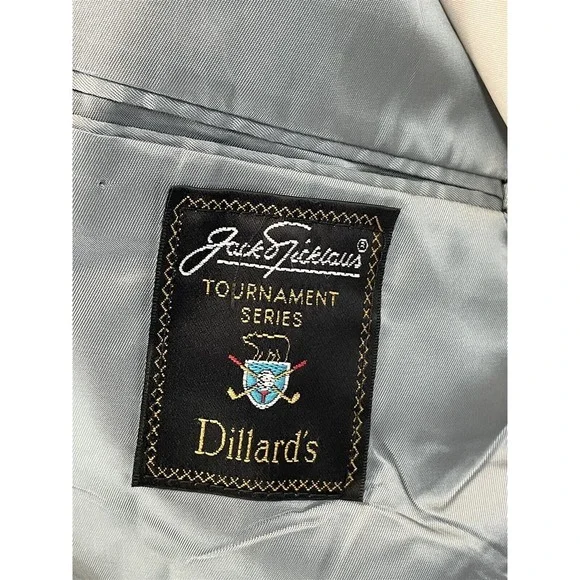 Jack Nicklaus®
TOURNAMENT
SERIES
Dillard's